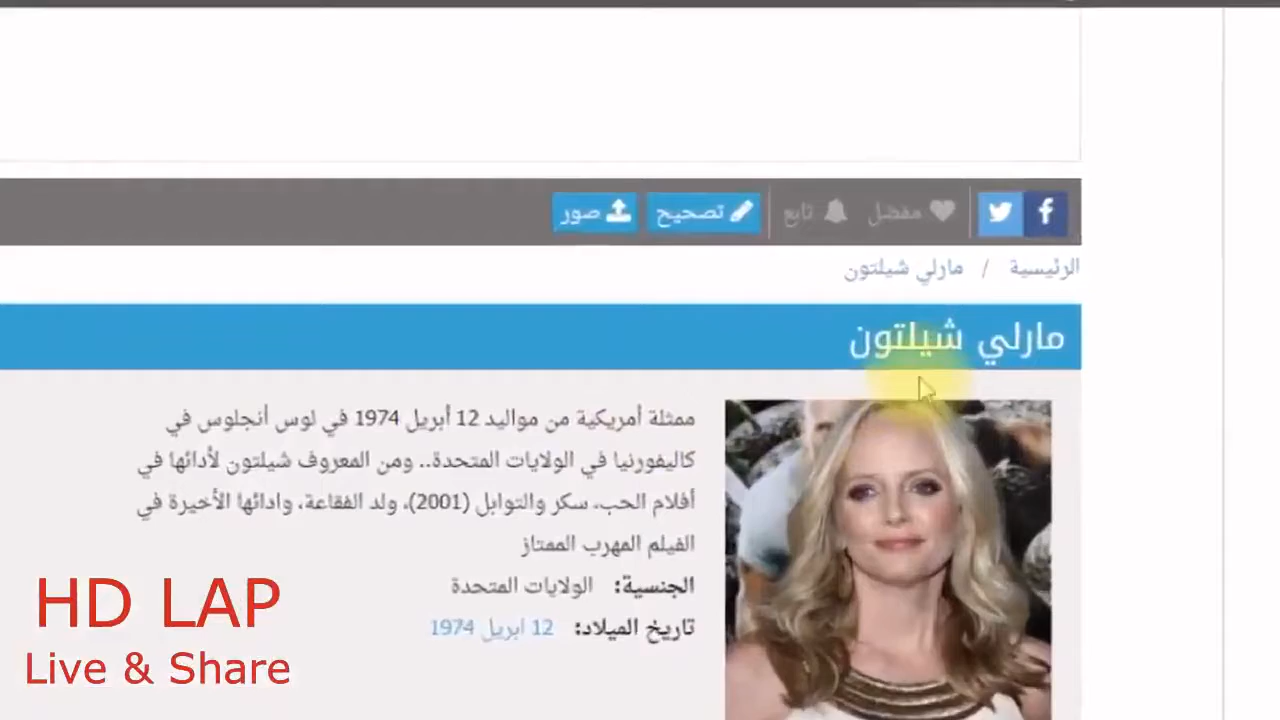 مفضل تابع تصحيح صور
الرئيسية / مارلي شيلتون
مارلي شيلتون
ممثلة أمريكية من مواليد 12 أبريل 1974 في لوس أنجلوس في
كاليفورنيا في الولايات المتحدة.. ومن المعروف شيلتون لأدائها في
أفلام الحب، سكر والتوابل (2001)، ولد الفقاعة، وادائها الأخيرة في
الفيلم المهرب الممتاز
الجنسية: الولايات المتحدة
تاريخ الميلاد: 12 ابريل 1974
HD LAP
Live & Share